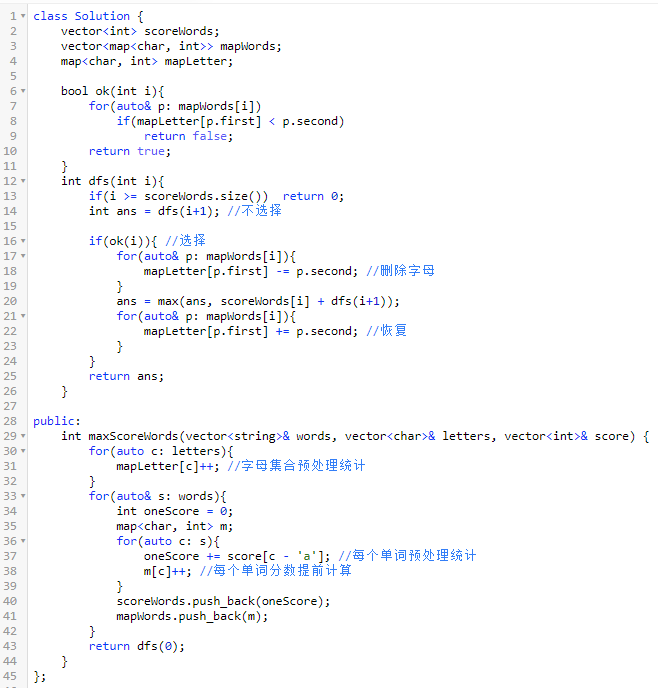 1 class Solution {
2     vector<int> scoreWords;
3     vector<map<char, int>> mapWords;
4     map<char, int> mapLetter;
5
6     bool ok(int i){
7         for(auto& p: mapWords[i])
8             if(mapLetter[p.first] < p.second)
9                 return false;
10         return true;
11     }
12     int dfs(int i){
13         if(i >= scoreWords.size())  return 0;
14         int ans = dfs(i+1); //不选择
15
16         if(ok(i)){ //选择
17             for(auto& p: mapWords[i]){
18                 mapLetter[p.first] -= p.second; //删除字母
19             }
20             ans = max(ans, scoreWords[i] + dfs(i+1));
21             for(auto& p: mapWords[i]){
22                 mapLetter[p.first] += p.second; //恢复
23             }
24         }
25         return ans;
26     }
27
28 public:
29     int maxScoreWords(vector<string>& words, vector<char>& letters, vector<int>& score) {
30         for(auto c: letters){
31             mapLetter[c]++; //字母集合预处理统计
32         }
33         for(auto& s: words){
34             int oneScore = 0;
35             map<char, int> m;
36             for(auto c: s){
37                 oneScore += score[c - 'a']; //每个单词预处理统计
38                 m[c]++; //每个单词分数提前计算
39             }
40             scoreWords.push_back(oneScore);
41             mapWords.push_back(m);
42         }
43         return dfs(0);
44     }
45 };